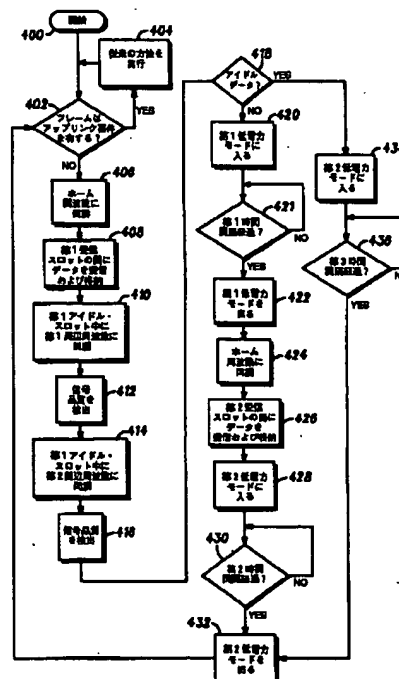 400
開始
404
従来の方法を
実行
402
フレームは
アップリンク要件
を有する?
YES
NO
406
ホーム
周波数に
同調
408
第1受信
スロットの間に
データを受信
および格納
410
第1アイドル・
スロット中に
第1周辺周波数に
同調
412
信号
品質を
検出
414
第1アイドル・
スロット中に
第2周辺周波数に
同調
416
信号品質
を検出
418
アイドル
データ?
YES
NO
420
第1低電力
モードに
入る
421
第1時間
期間経過?
NO
YES
422
第1低電力
モードを
出る
424
ホーム
周波数に
同調
426
第2受信
スロットの間に
データを
受信および格納
428
第2低電力
モードに
入る
430
第2時間
期間経過?
NO
YES
432
第2低電力
モードを
出る
434
第2低電力
モードに
入る
436
第3時間
期間経過?
YES
NO